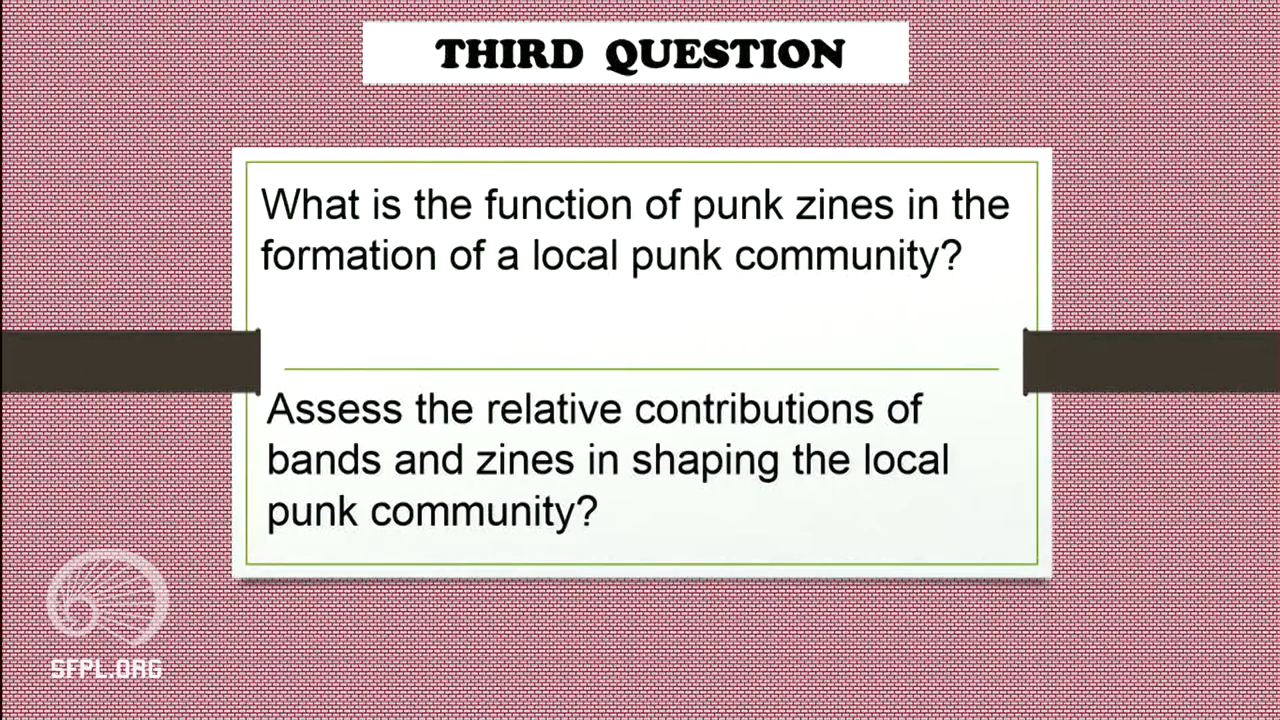 THIRD QUESTION
What is the function of punk zines in the
formation of a local punk community?
Assess the relative contributions of
bands and zines in shaping the local
punk community?
SFPL.ORG